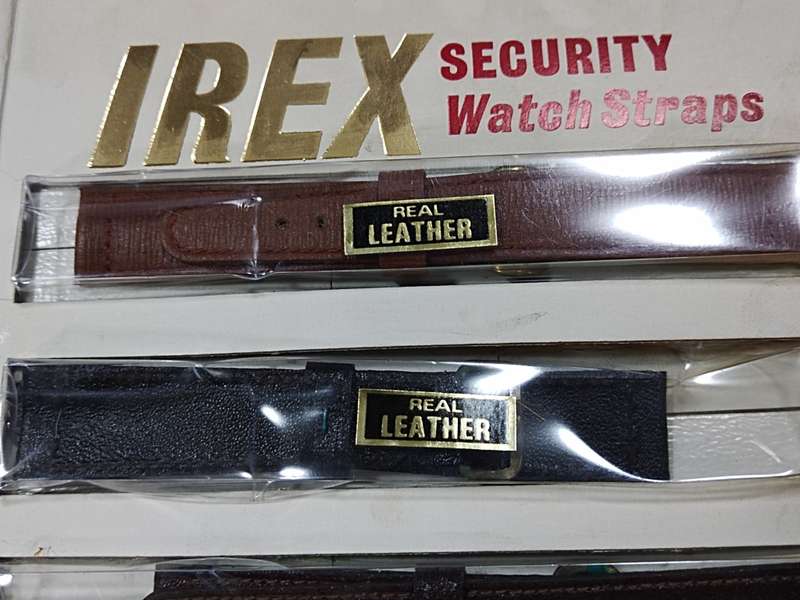 IREX
SECURITY
Watch Straps
REAL
LEATHER
REAL
LEATHER